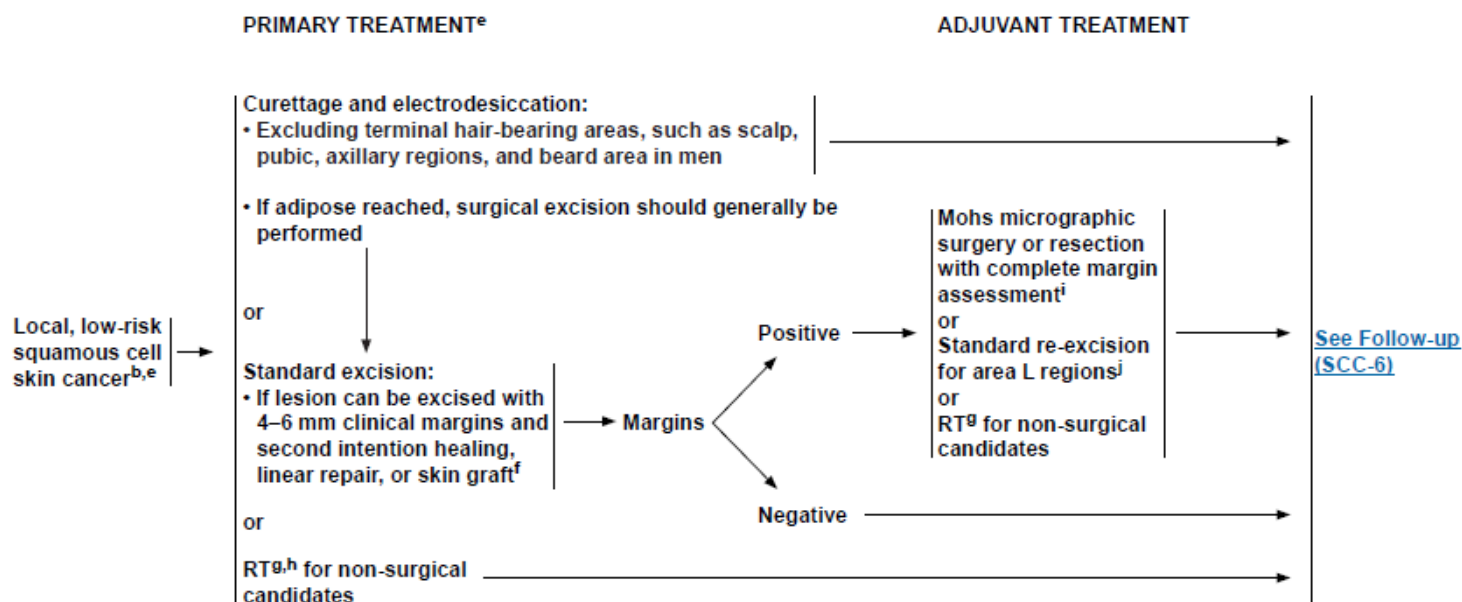 PRIMARY TREATMENTᵉ
ADJUVANT TREATMENT
Local, low-risk
squamous cell
skin cancerᵇ,ᵉ
Curettage and electrodesiccation:
• Excluding terminal hair-bearing areas, such as scalp,
pubic, axillary regions, and beard area in men
• If adipose reached, surgical excision should generally be
performed
or
Standard excision:
• If lesion can be excised with
4–6 mm clinical margins and
second intention healing,
linear repair, or skin graftᶠ
or
RTᵍ,ʰ for non-surgical
candidates
Margins
Positive
Negative
Mohs micrographic
surgery or resection
with complete margin
assessmentⁱ
or
Standard re-excision
for area L regionsʲ
or
RTᵍ for non-surgical
candidates
See Follow-up
(SCC-6)